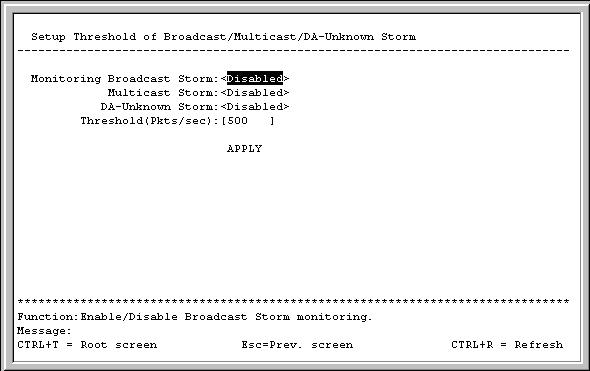 Setup Threshold of Broadcast/Multicast/DA-Unknown Storm
--------------------------------------------------------------------------------
Monitoring Broadcast Storm:<Disabled>
Multicast Storm:<Disabled>
DA-Unknown Storm:<Disabled>
Threshold(Pkts/sec):[500   ]
APPLY
********************************************************************************
Function:Enable/Disable Broadcast Storm monitoring.
Message:
CTRL+T = Root screen            Esc=Prev. screen              CTRL+R = Refresh